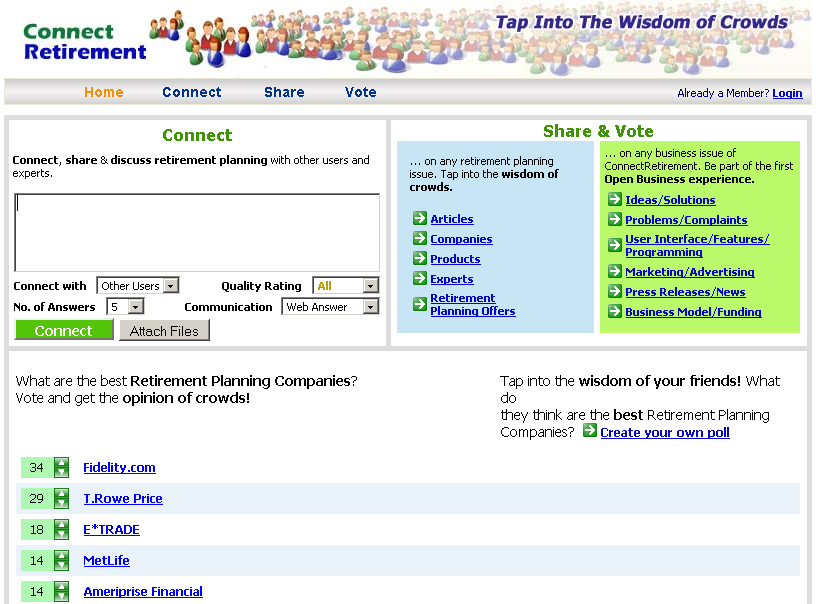 Connect
Retirement
Tap Into The Wisdom of Crowds
Home Connect Share Vote
Already a Member? Login
Connect
Connect, share & discuss retirement planning with other users and
experts.
Connect with Other Users Quality Rating All
No. of Answers 5 Communication Web Answer
Connect Attach Files
Share & Vote
... on any retirement planning
issue. Tap into the wisdom of
crowds.
Articles
Companies
Products
Experts
Retirement
Planning Offers
... on any business issue of
ConnectRetirement. Be part of the first
Open Business experience.
Ideas/Solutions
Problems/Complaints
User Interface/Features/
Programming
Marketing/Advertising
Press Releases/News
Business Model/Funding
What are the best Retirement Planning Companies?
Vote and get the opinion of crowds!
Tap into the wisdom of your friends! What
do
they think are the best Retirement Planning
Companies? Create your own poll
34 Fidelity.com
29 T.Rowe Price
18 E*TRADE
14 MetLife
14 Ameriprise Financial